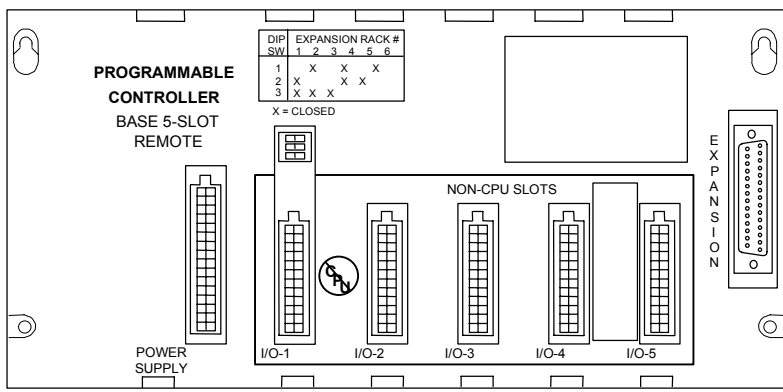 DIP EXPANSION RACK #
SW 1 2 3 4 5 6
1 X X X
2 X X X
3 X X X
X = CLOSED
PROGRAMMABLE
CONTROLLER
BASE 5-SLOT
REMOTE
NON-CPU SLOTS
EXPANSION
CPU
POWER
SUPPLY
I/O-1
I/O-2
I/O-3
I/O-4
I/O-5